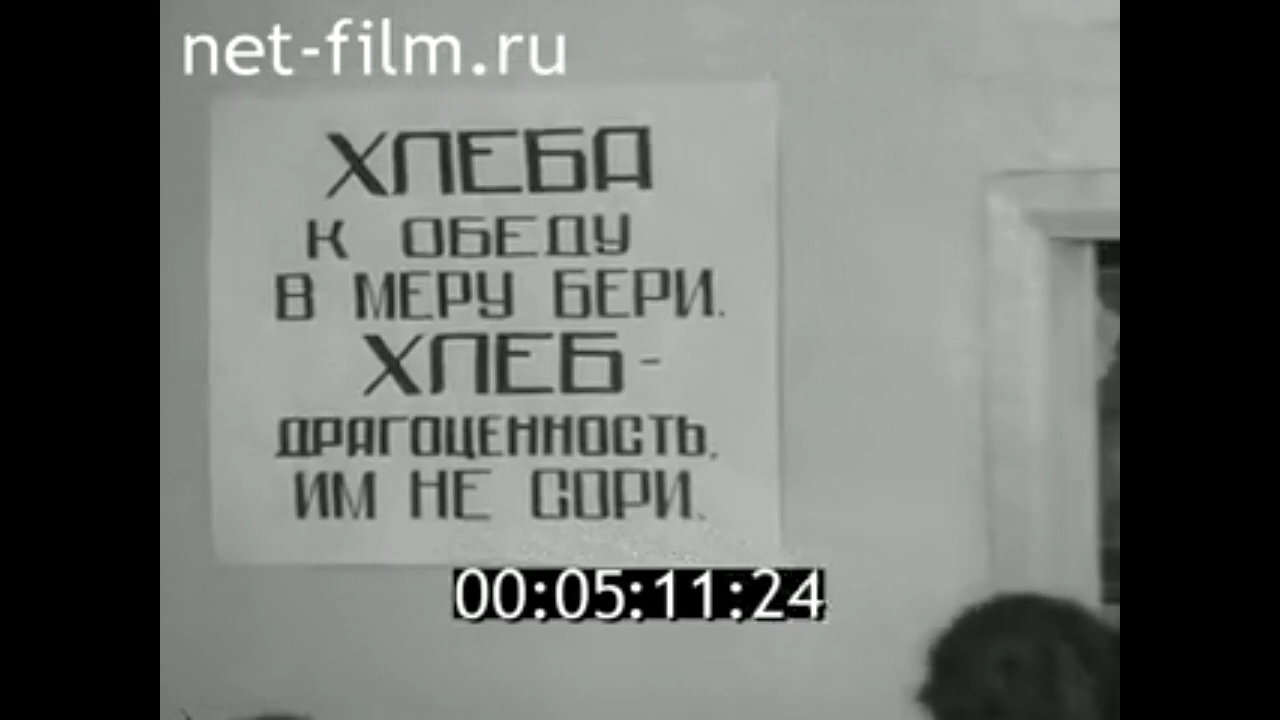 net-film.ru
ХЛЕБА
К ОБЕДУ
В МЕРУ БЕРИ.
ХЛЕБ -
ДРАГОЦЕННОСТЬ,
ИМ НЕ СОРИ.
00:05:11:24